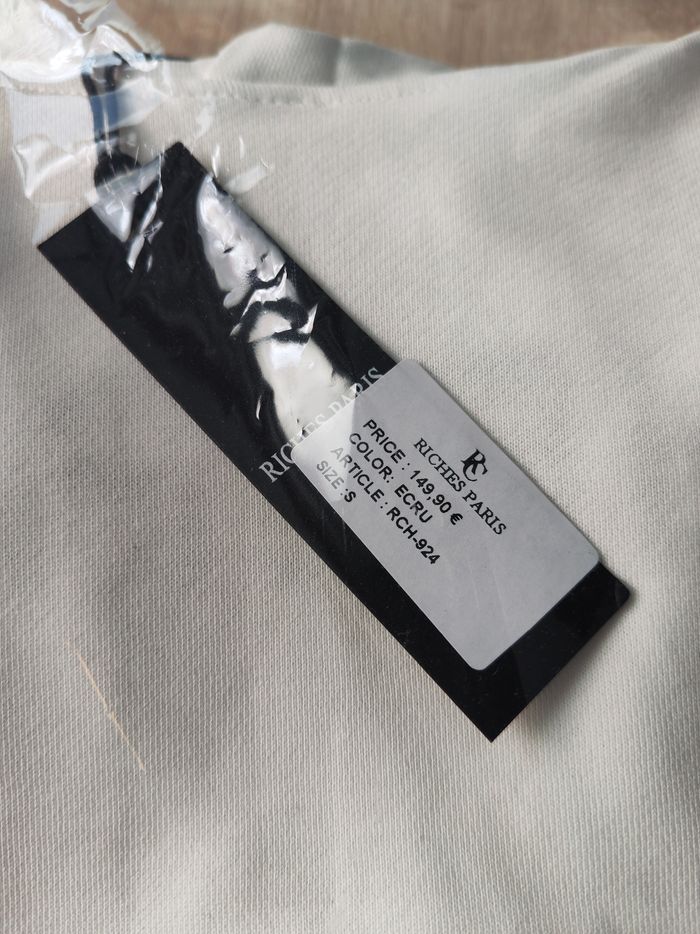 RICHES PARIS
RC
RICHES PARIS
PRICE : 149,90 €
COLOR: ECRU
ARTICLE : RCH-924
SIZE :S